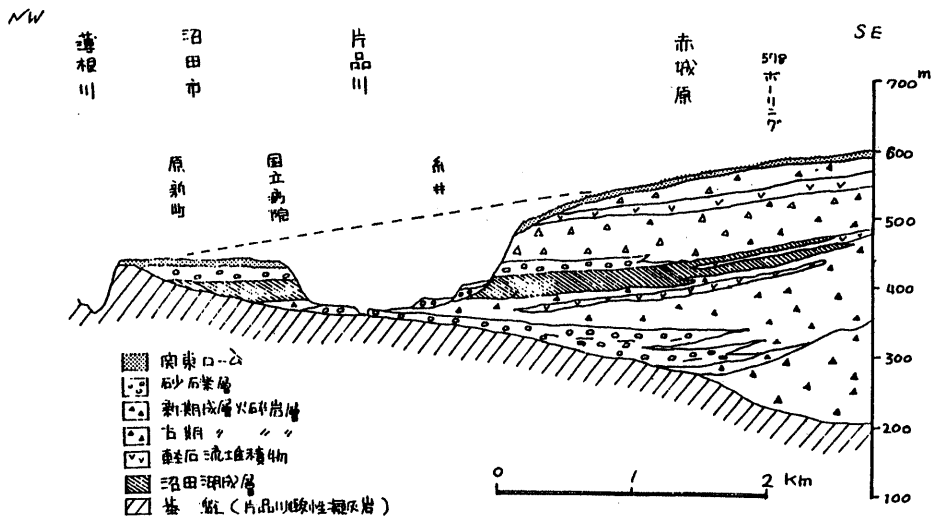 NW
SE
薄根川
沼田市
片品川
赤城原
578ボーリング
原新町
国立病院
糸井
700m
600
500
400
300
200
100
関東ローム
砂礫層
新期成層火砕岩層
古期 〃 〃 〃
軽石流堆積物
沼田湖成層
基盤(片品川酸性凝灰岩)
0 1 2 Km